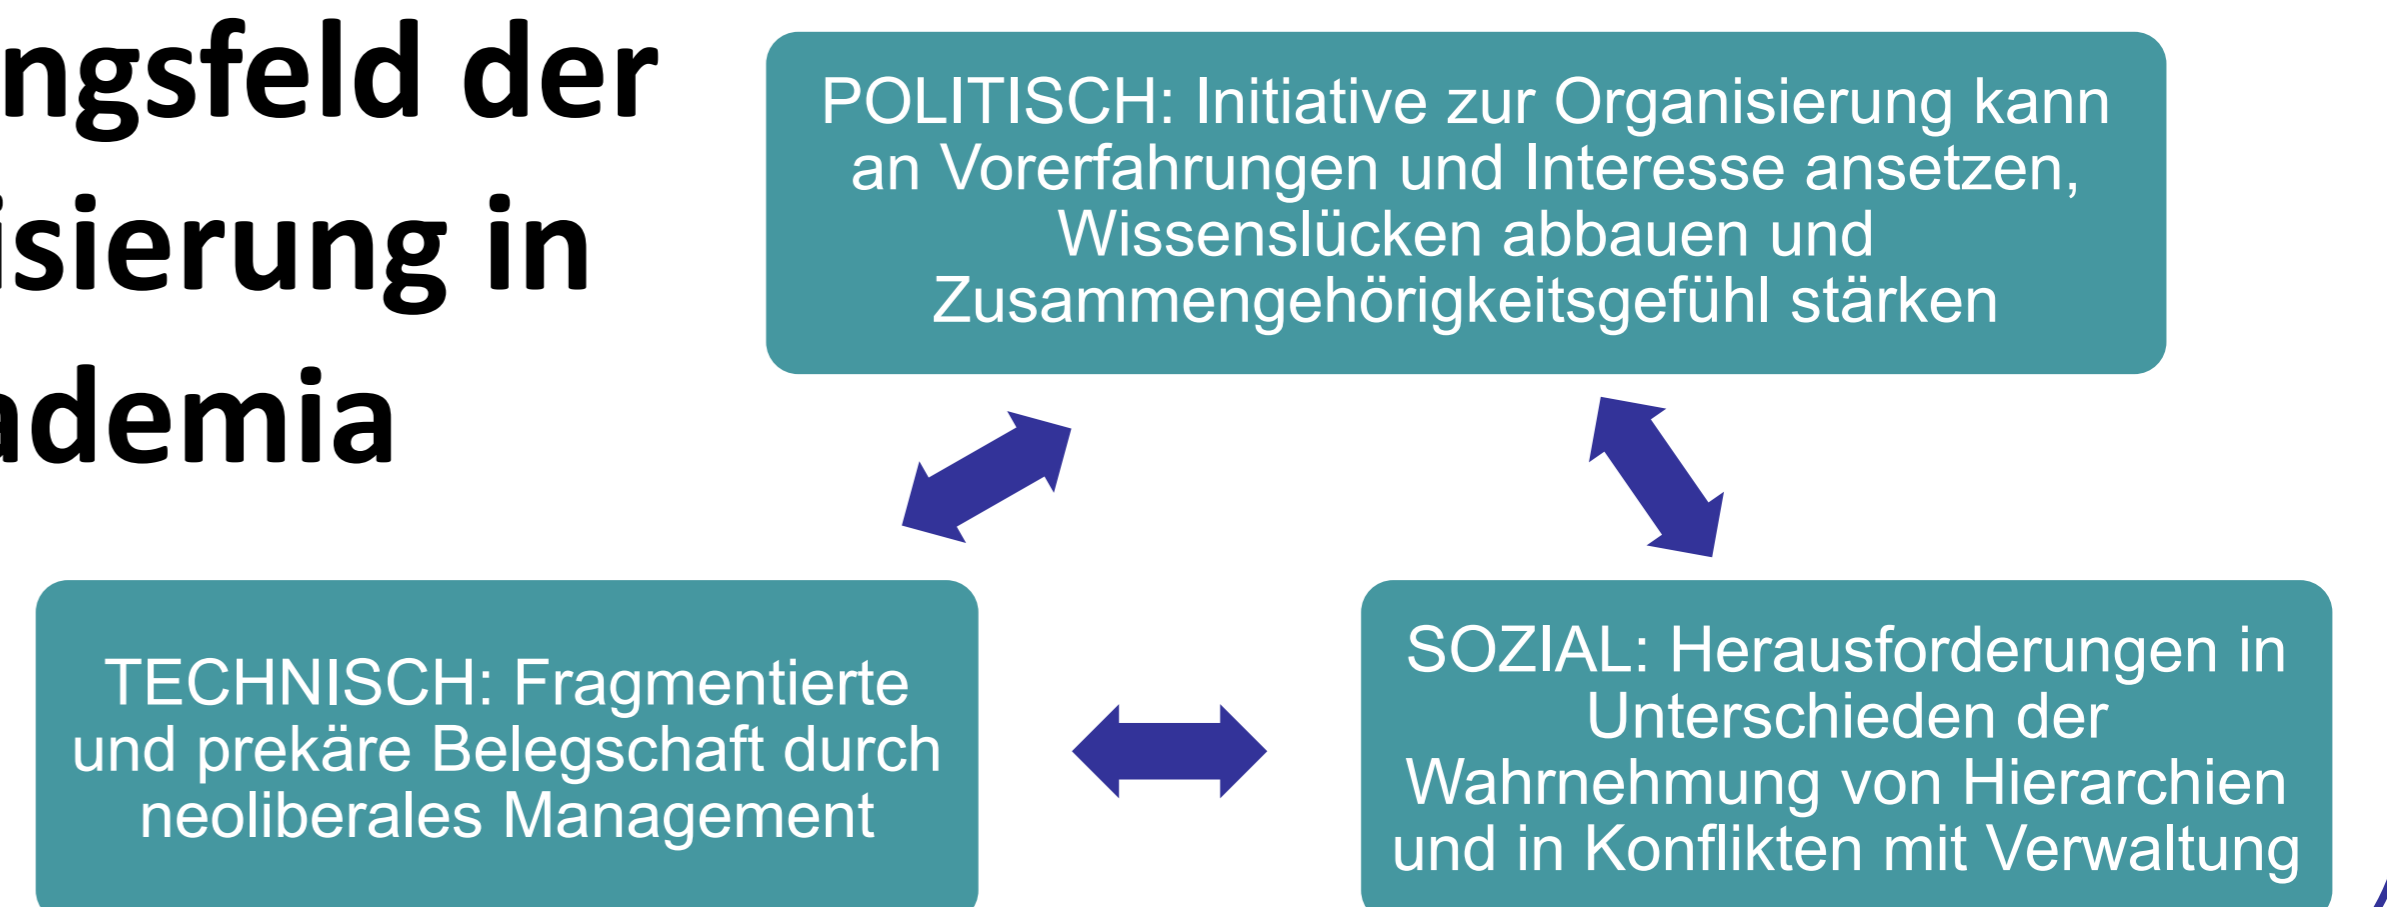 ngsfeld der
isierung in
ademia
POLITISCH: Initiative zur Organisierung kann
an Vorerfahrungen und Interesse ansetzen,
Wissenslücken abbauen und
Zusammengehörigkeitsgefühl stärken
TECHNISCH: Fragmentierte
und prekäre Belegschaft durch
neoliberales Management
SOZIAL: Herausforderungen in
Unterschieden der
Wahrnehmung von Hierarchien
und in Konflikten mit Verwaltung